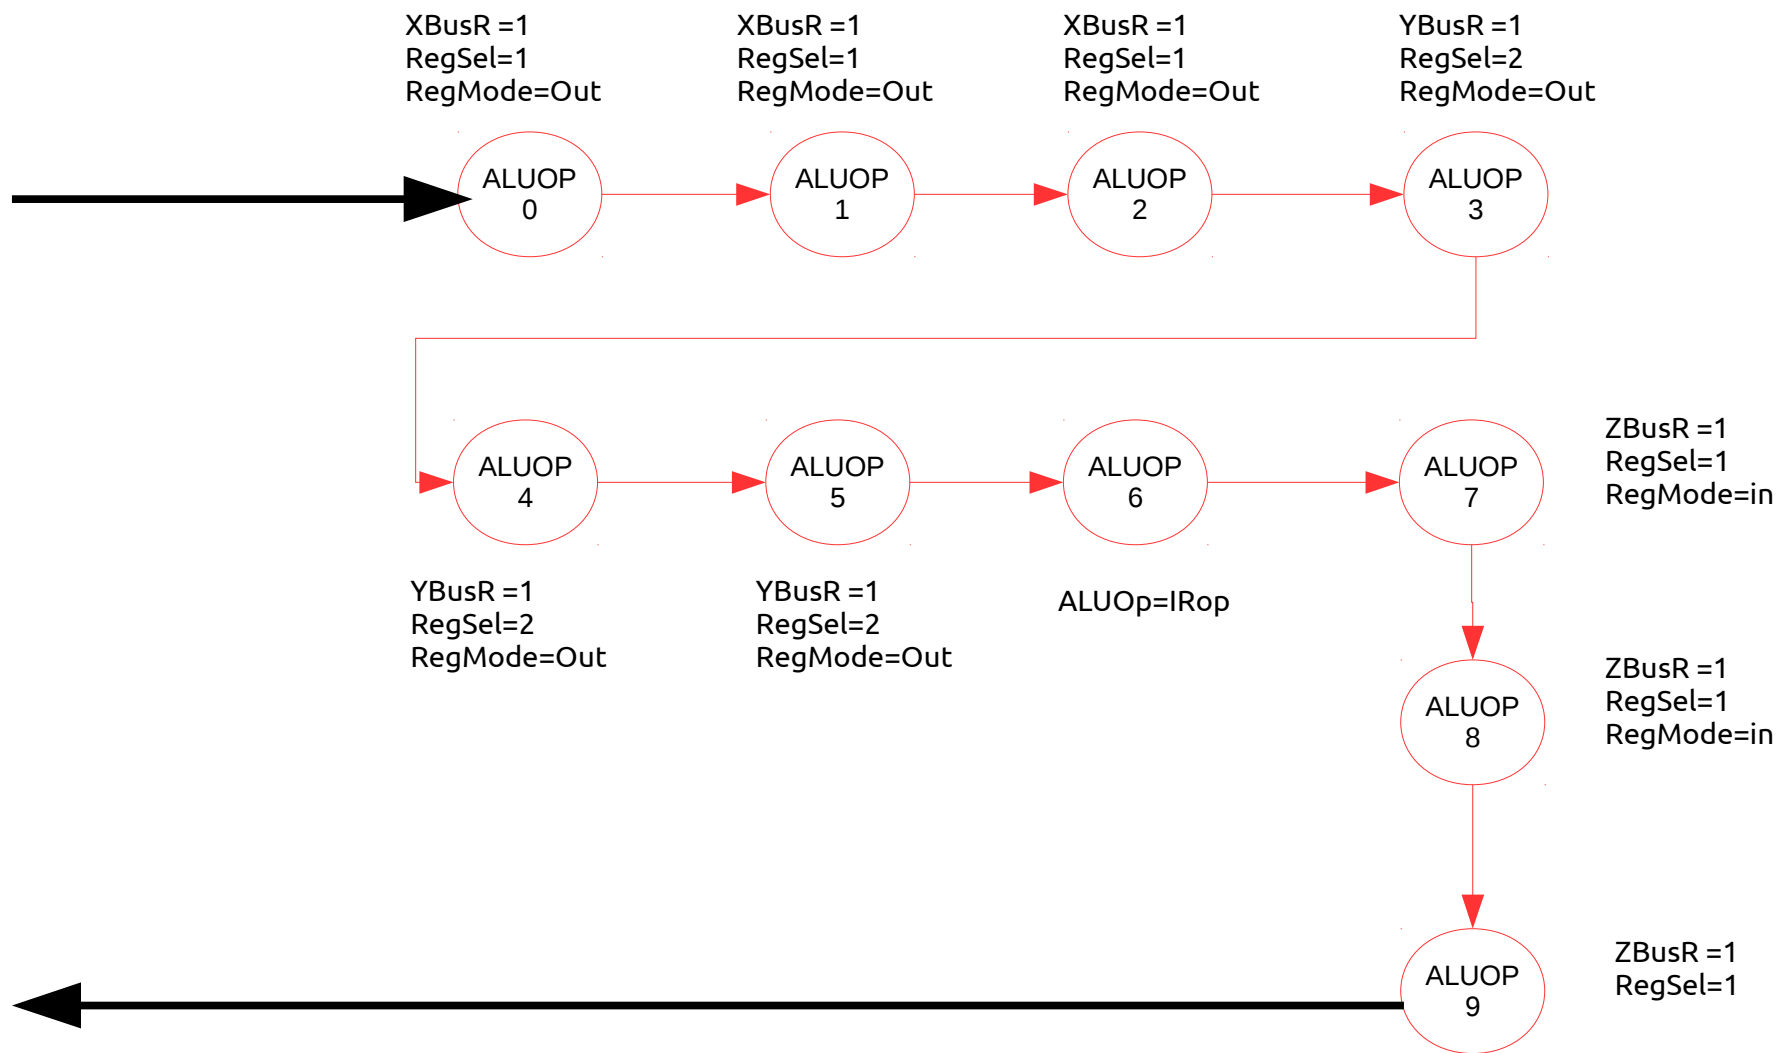 XBusR =1
RegSel=1
RegMode=Out
XBusR =1
RegSel=1
RegMode=Out
XBusR =1
RegSel=1
RegMode=Out
YBusR =1
RegSel=2
RegMode=Out
ALUOP
0
ALUOP
1
ALUOP
2
ALUOP
3
ALUOP
4
ALUOP
5
ALUOP
6
ALUOP
7
ZBusR =1
RegSel=1
RegMode=in
YBusR =1
RegSel=2
RegMode=Out
YBusR =1
RegSel=2
RegMode=Out
ALUOp=IRop
ALUOP
8
ZBusR =1
RegSel=1
RegMode=in
ALUOP
9
ZBusR =1
RegSel=1